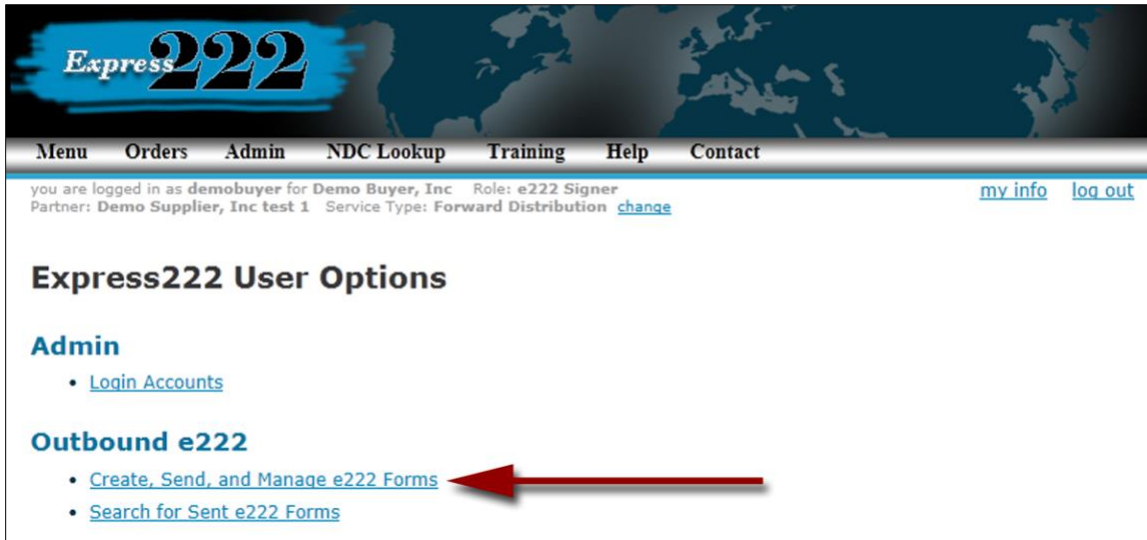 Express 222
Menu Orders Admin NDC Lookup Training Help Contact
you are logged in as demobuyer for Demo Buyer, Inc Role: e222 Signer my info log out
Partner: Demo Supplier, Inc test 1 Service Type: Forward Distribution change
Express222 User Options
Admin
• Login Accounts
Outbound e222
• Create, Send, and Manage e222 Forms
• Search for Sent e222 Forms